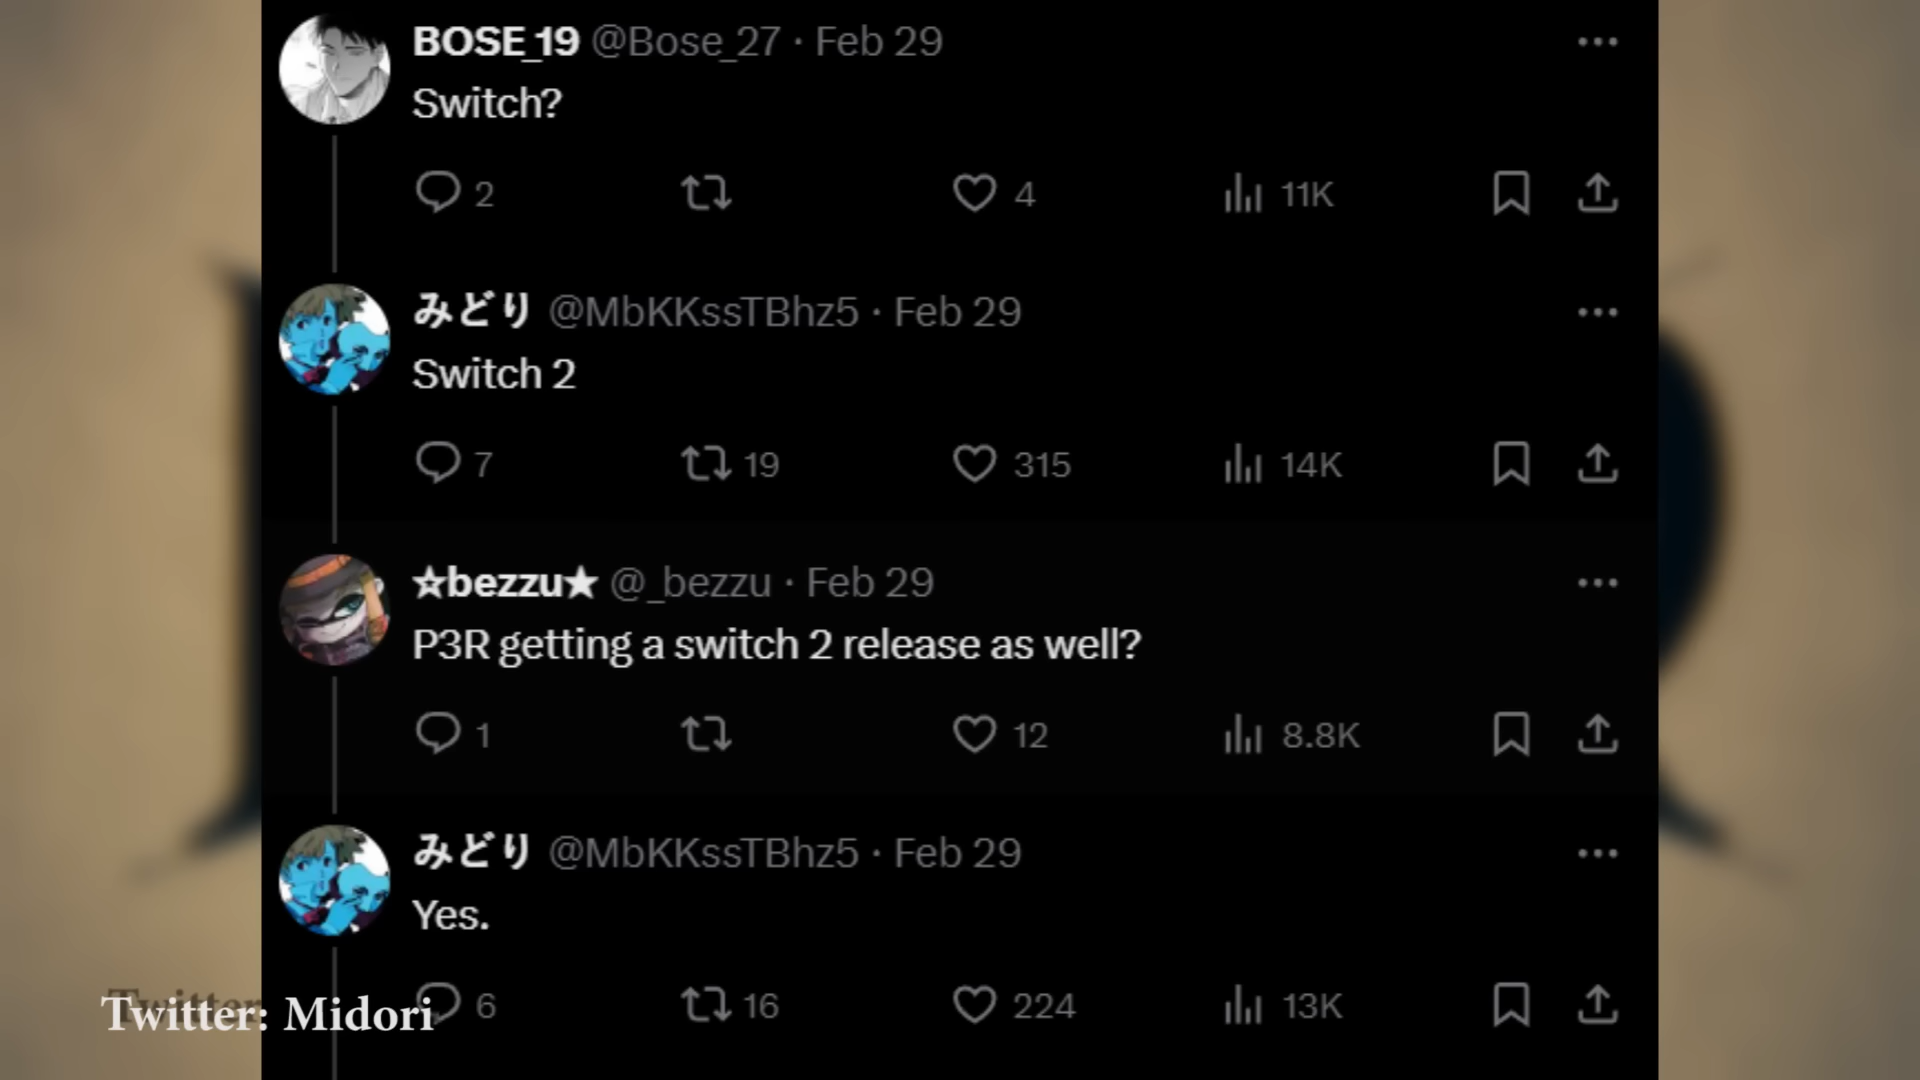 BOSE_19 @Bose_27 · Feb 29
Switch?
2 4 11K
みどり @MbKKssTBhz5 · Feb 29
Switch 2
7 19 315 14K
☆bezzu★ @_bezzu · Feb 29
P3R getting a switch 2 release as well?
1 12 8.8K
みどり @MbKKssTBhz5 · Feb 29
Yes.
6 16 224 13K
Twitter: Midori